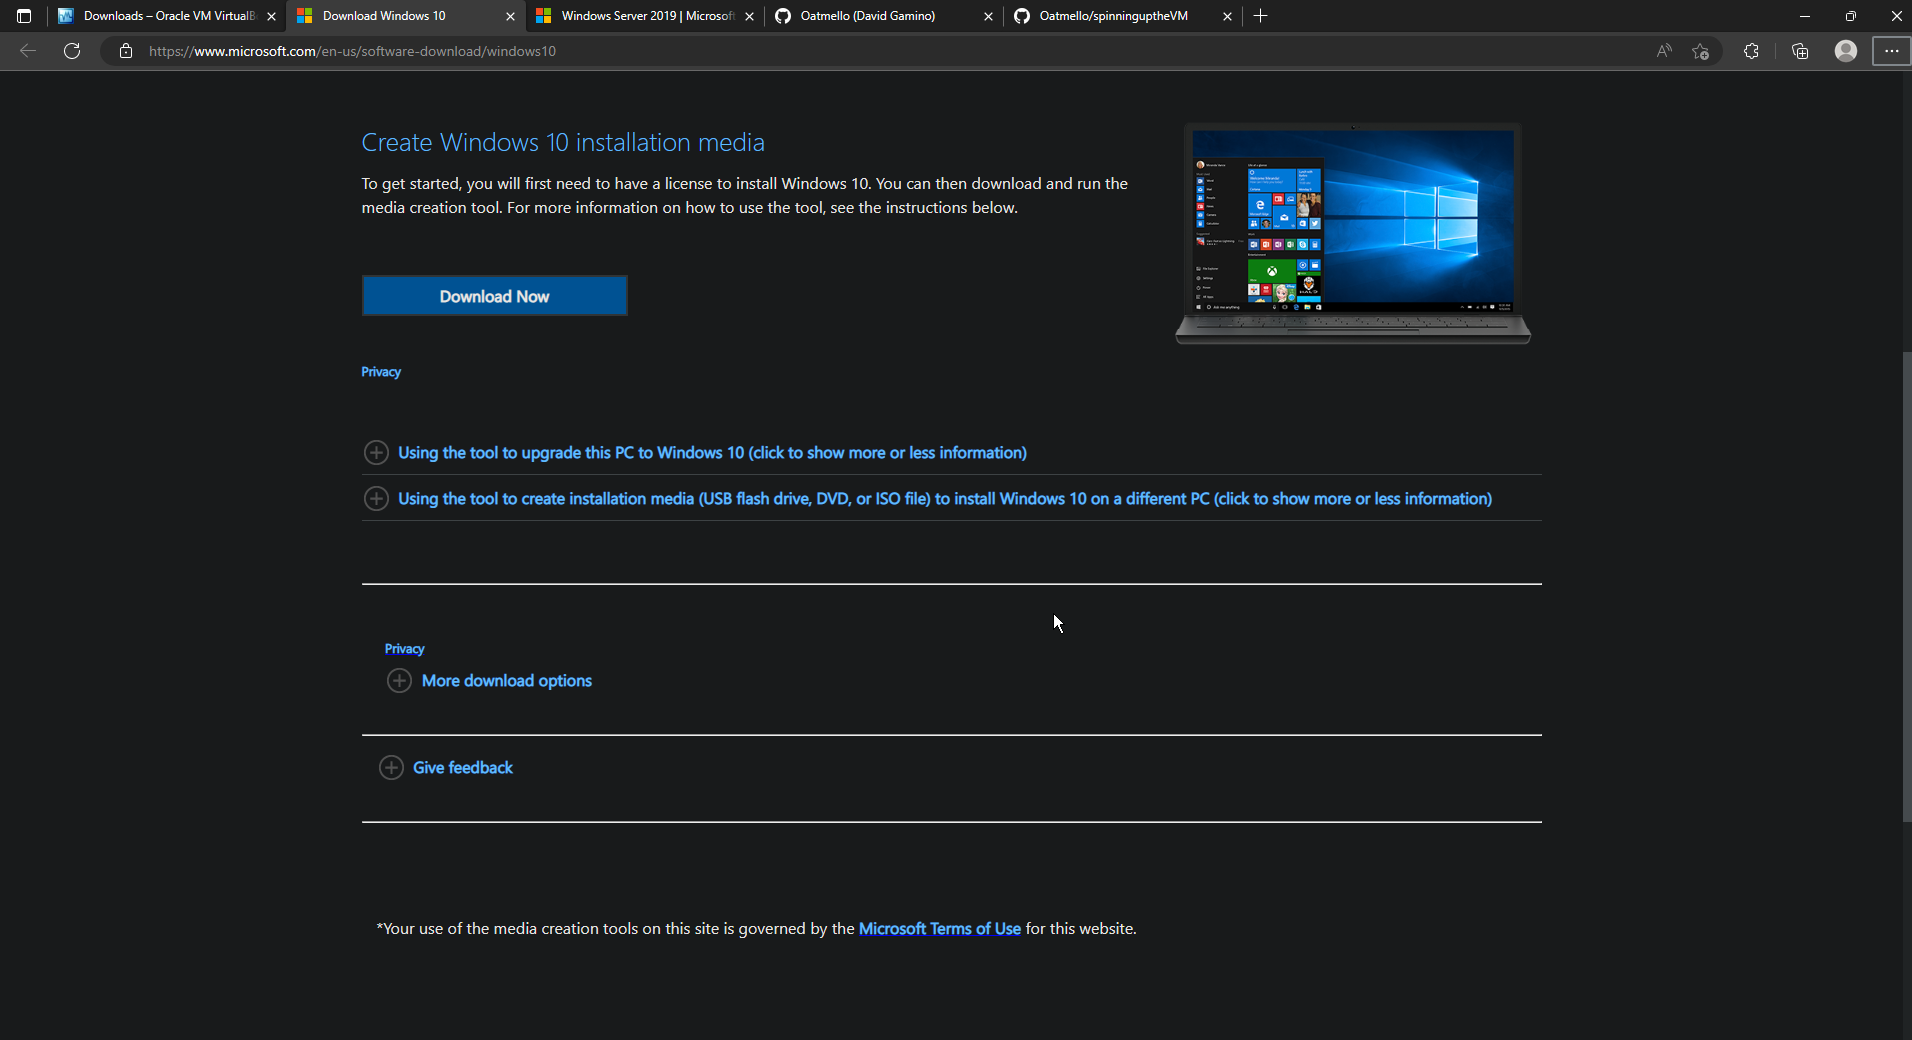 Downloads – Oracle VM VirtualB
Download Windows 10
Windows Server 2019 | Microsof
Oatmello (David Gamino)
Oatmello/spinninguptheVM
https://www.microsoft.com/en-us/software-download/windows10
Create Windows 10 installation media
To get started, you will first need to have a license to install Windows 10. You can then download and run the
media creation tool. For more information on how to use the tool, see the instructions below.
Download Now
Privacy
Using the tool to upgrade this PC to Windows 10 (click to show more or less information)
Using the tool to create installation media (USB flash drive, DVD, or ISO file) to install Windows 10 on a different PC (click to show more or less information)
Privacy
More download options
Give feedback
*Your use of the media creation tools on this site is governed by the Microsoft Terms of Use for this website.